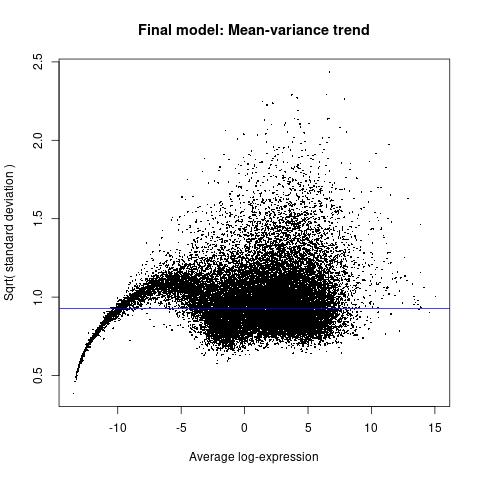 Final model: Mean-variance trend
Sqrt( standard deviation )
2.5
2.0
1.5
1.0
0.5
-10 -5 0 5 10 15
Average log-expression